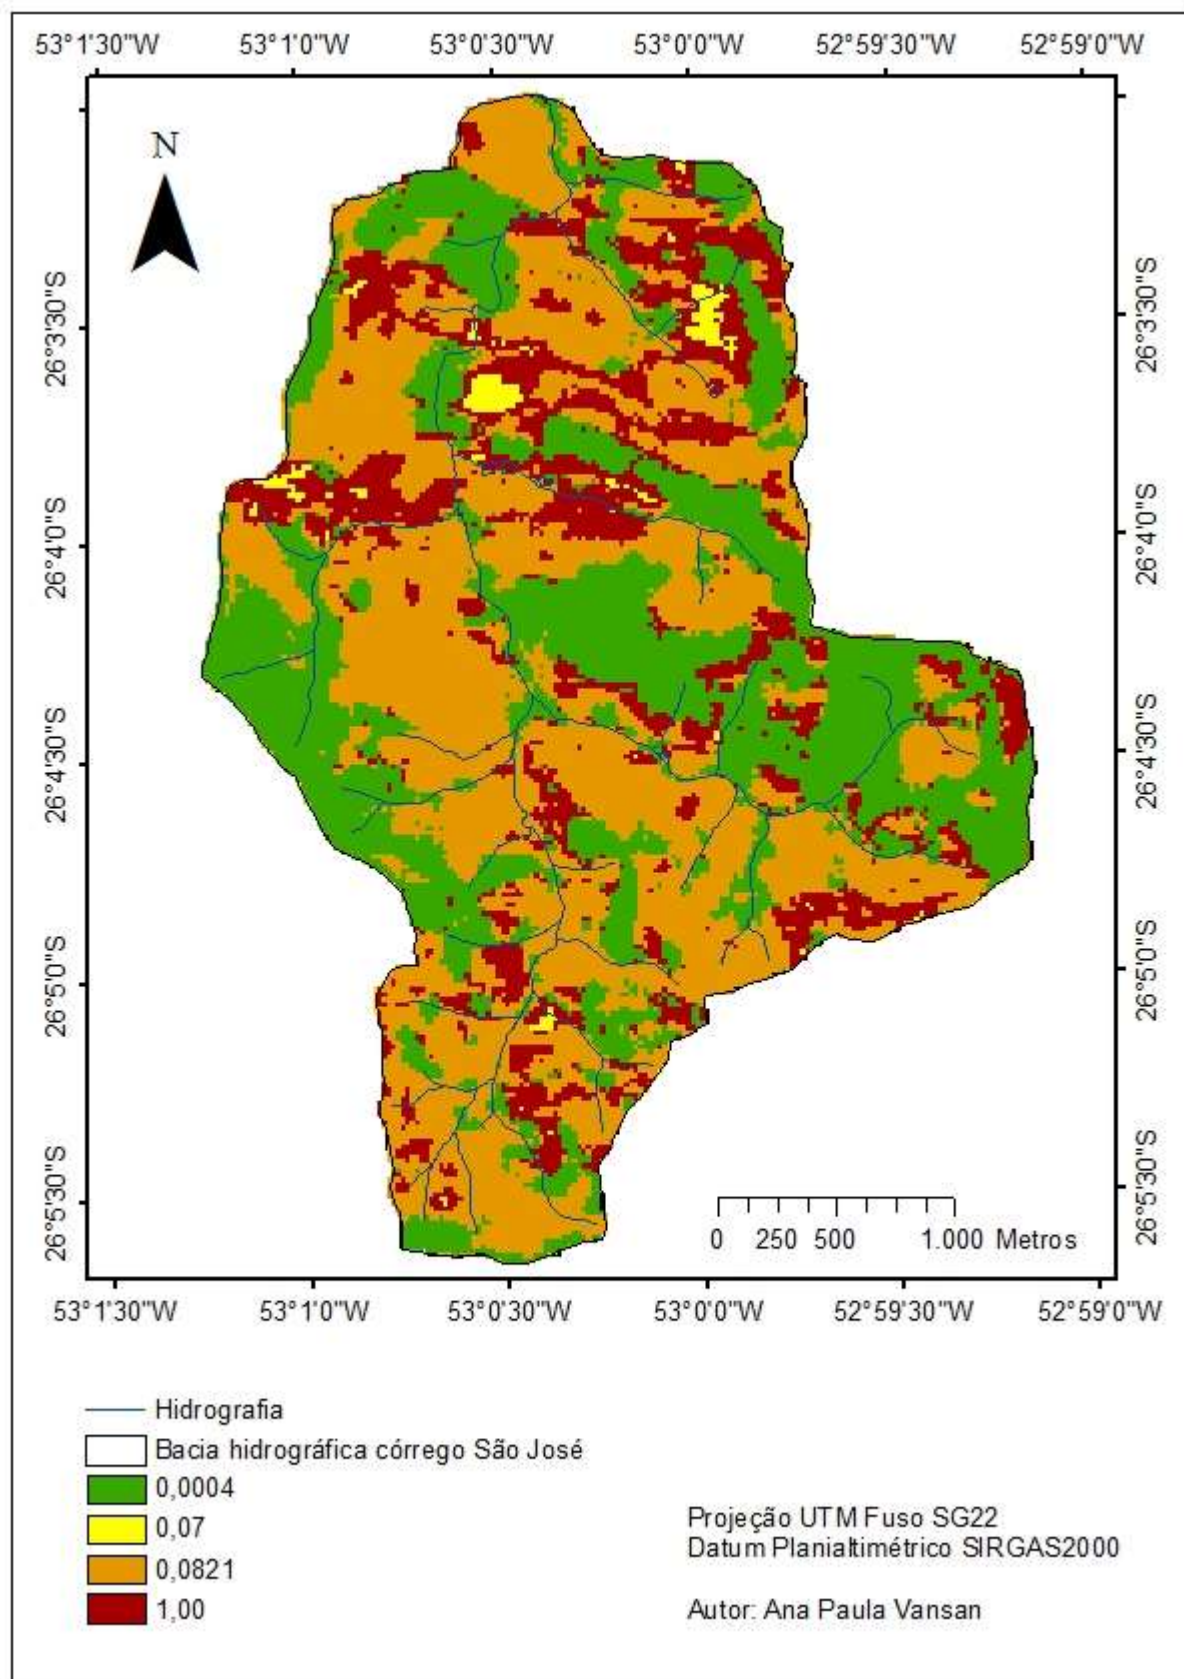 53°1'30"W 53°1'0"W 53°0'30"W 53°0'0"W 52°59'30"W 52°59'0"W
N
26°3'30"S 26°3'30"S
26°4'0"S 26°4'0"S
26°4'30"S 26°4'30"S
26°5'0"S 26°5'0"S
26°5'30"S 26°5'30"S
0 250 500 1.000 Metros
53°1'30"W 53°1'0"W 53°0'30"W 53°0'0"W 52°59'30"W 52°59'0"W
Hidrografia
Bacia hidrográfica córrego São José
0,0004
0,07
0,0821
1,00
Projeção UTM Fuso SG22
Datum Planialtimétrico SIRGAS2000
Autor: Ana Paula Vansan